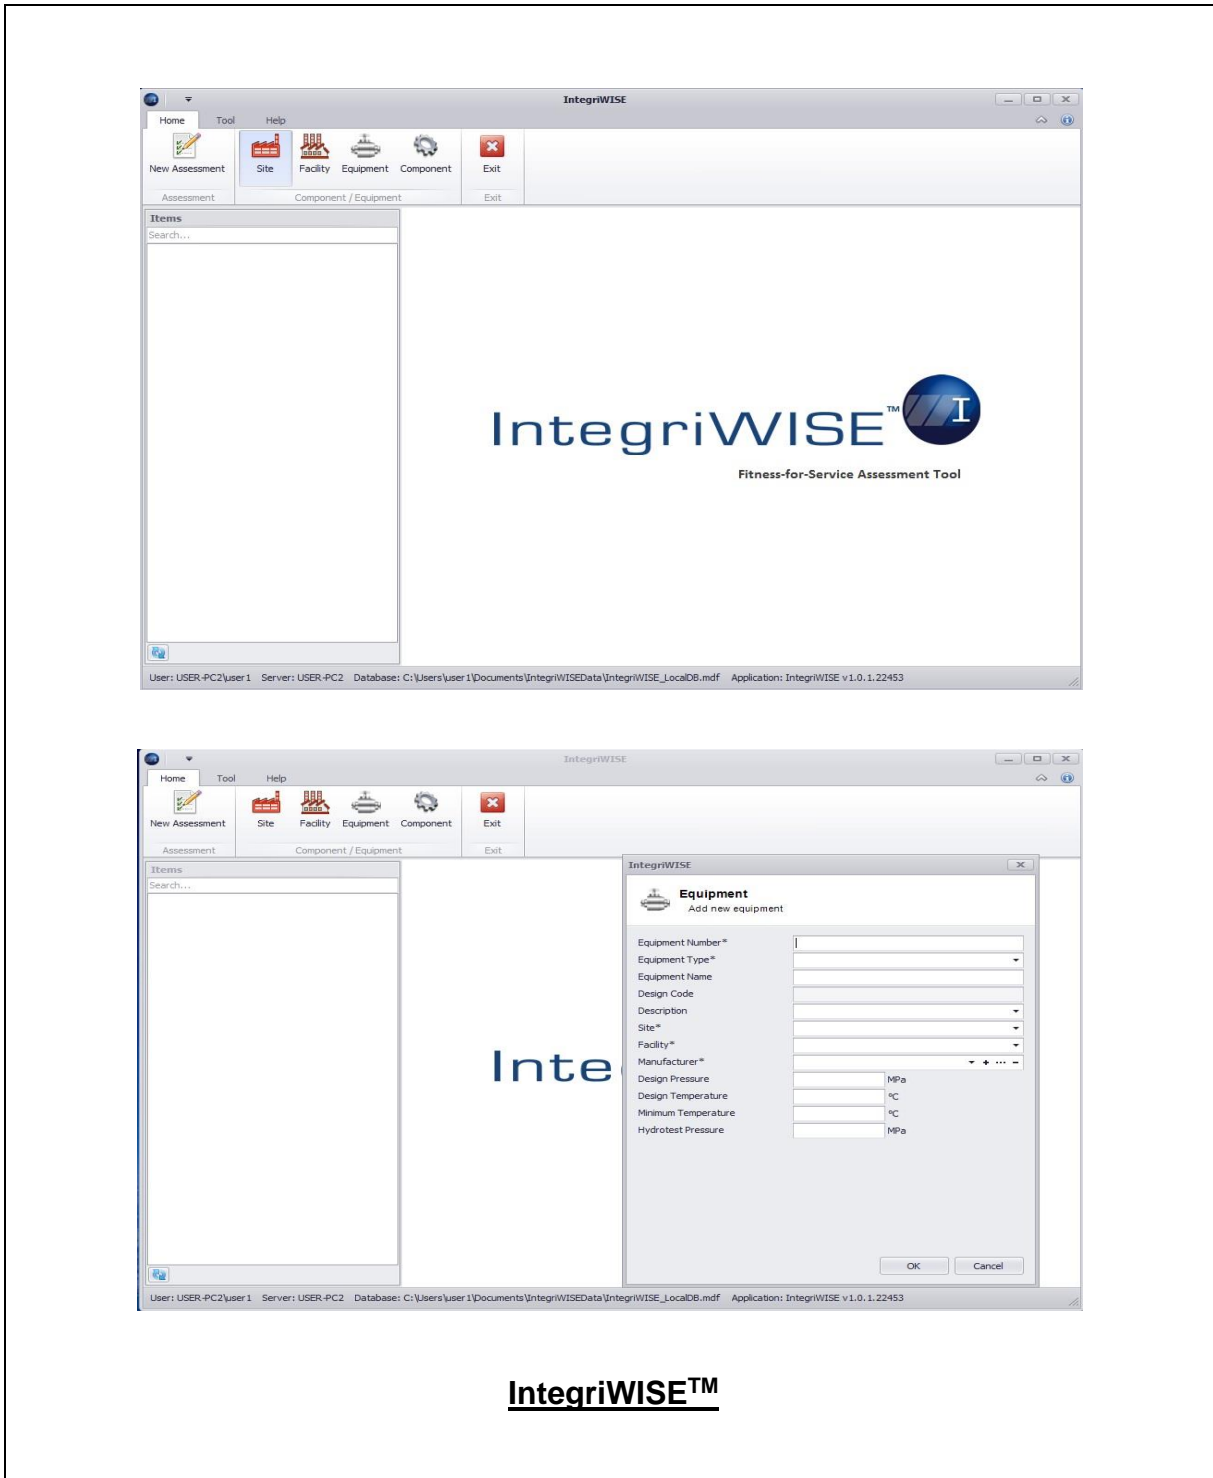 IntegriWISE
Home Tool Help
New Assessment Site Facility Equipment Component Exit
Assessment Component / Equipment Exit
Items
Search...
IntegriWISE™ I
Fitness-for-Service Assessment Tool
User: USER-PC2\user1 Server: USER-PC2 Database: C:\Users\user1\Documents\IntegriWISEData\IntegriWISE_LocalDB.mdf Application: IntegriWISE v1.0.1.22453
IntegriWISE
Home Tool Help
New Assessment Site Facility Equipment Component Exit
Assessment Component / Equipment Exit
Items
Search...
Inte
IntegriWISE
Equipment
Add new equipment
Equipment Number*
Equipment Type*
Equipment Name
Design Code
Description
Site*
Facility*
Manufacturer*
Design Pressure MPa
Design Temperature ºC
Minimum Temperature ºC
Hydrotest Pressure MPa
OK Cancel
User: USER-PC2\user1 Server: USER-PC2 Database: C:\Users\user1\Documents\IntegriWISEData\IntegriWISE_LocalDB.mdf Application: IntegriWISE v1.0.1.22453
IntegriWISE™